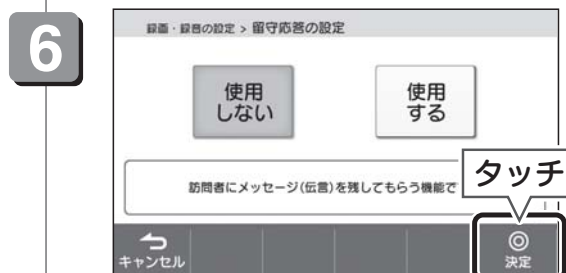 6
録画・録音の設定 > 留守応答の設定
使用
しない
使用
する
訪問者にメッセージ(伝言)を残してもらう機能で
タッチ
キャンセル
決定